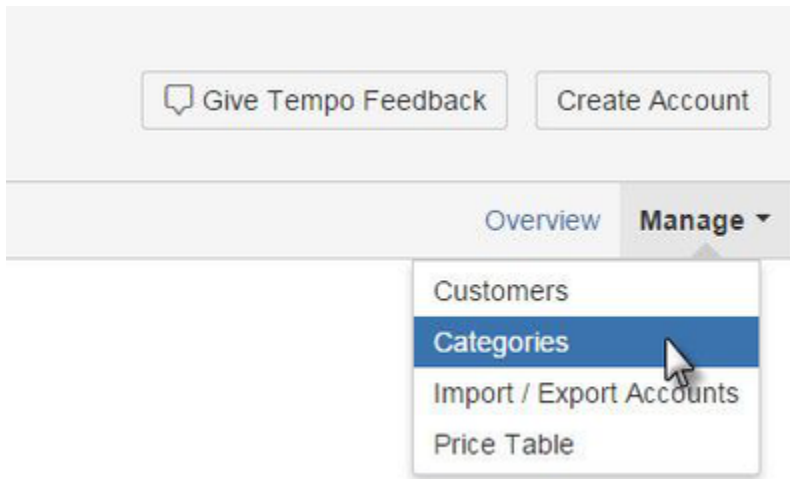 Give Tempo Feedback Create Account
Overview Manage
Customers
Categories
Import / Export Accounts
Price Table